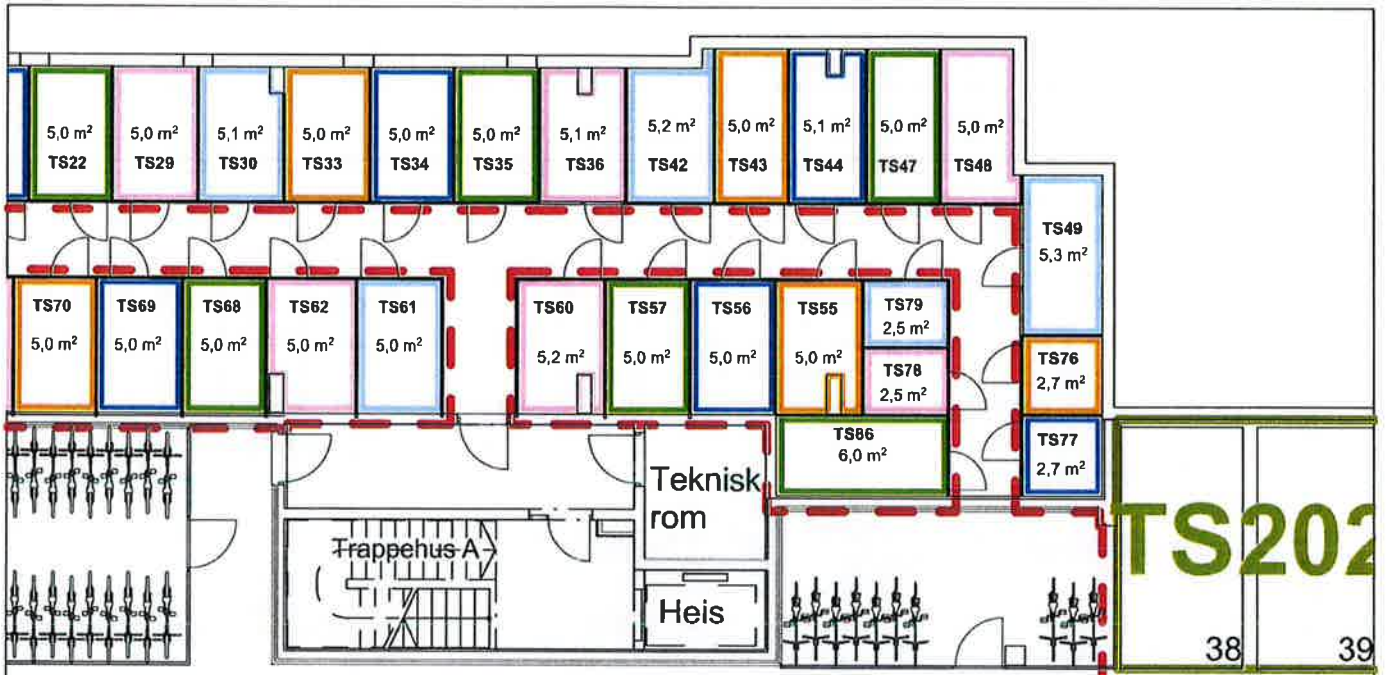 5,0 m²
TS22
5,0 m²
TS29
5,1 m²
TS30
5,0 m²
TS33
5,0 m²
TS34
5,0 m²
TS35
5,1 m²
TS36
5,2 m²
TS42
5,0 m²
TS43
5,1 m²
TS44
5,0 m²
TS47
5,0 m²
TS48
TS49
5,3 m²
TS70
5,0 m²
TS69
5,0 m²
TS68
5,0 m²
TS62
5,0 m²
TS61
5,0 m²
TS60
5,2 m²
TS57
5,0 m²
TS56
5,0 m²
TS55
5,0 m²
TS79
2,5 m²
TS78
2,5 m²
TS76
2,7 m²
TS86
6,0 m²
TS77
2,7 m²
Teknisk
rom
Trappehus A
Heis
TS202
38
39